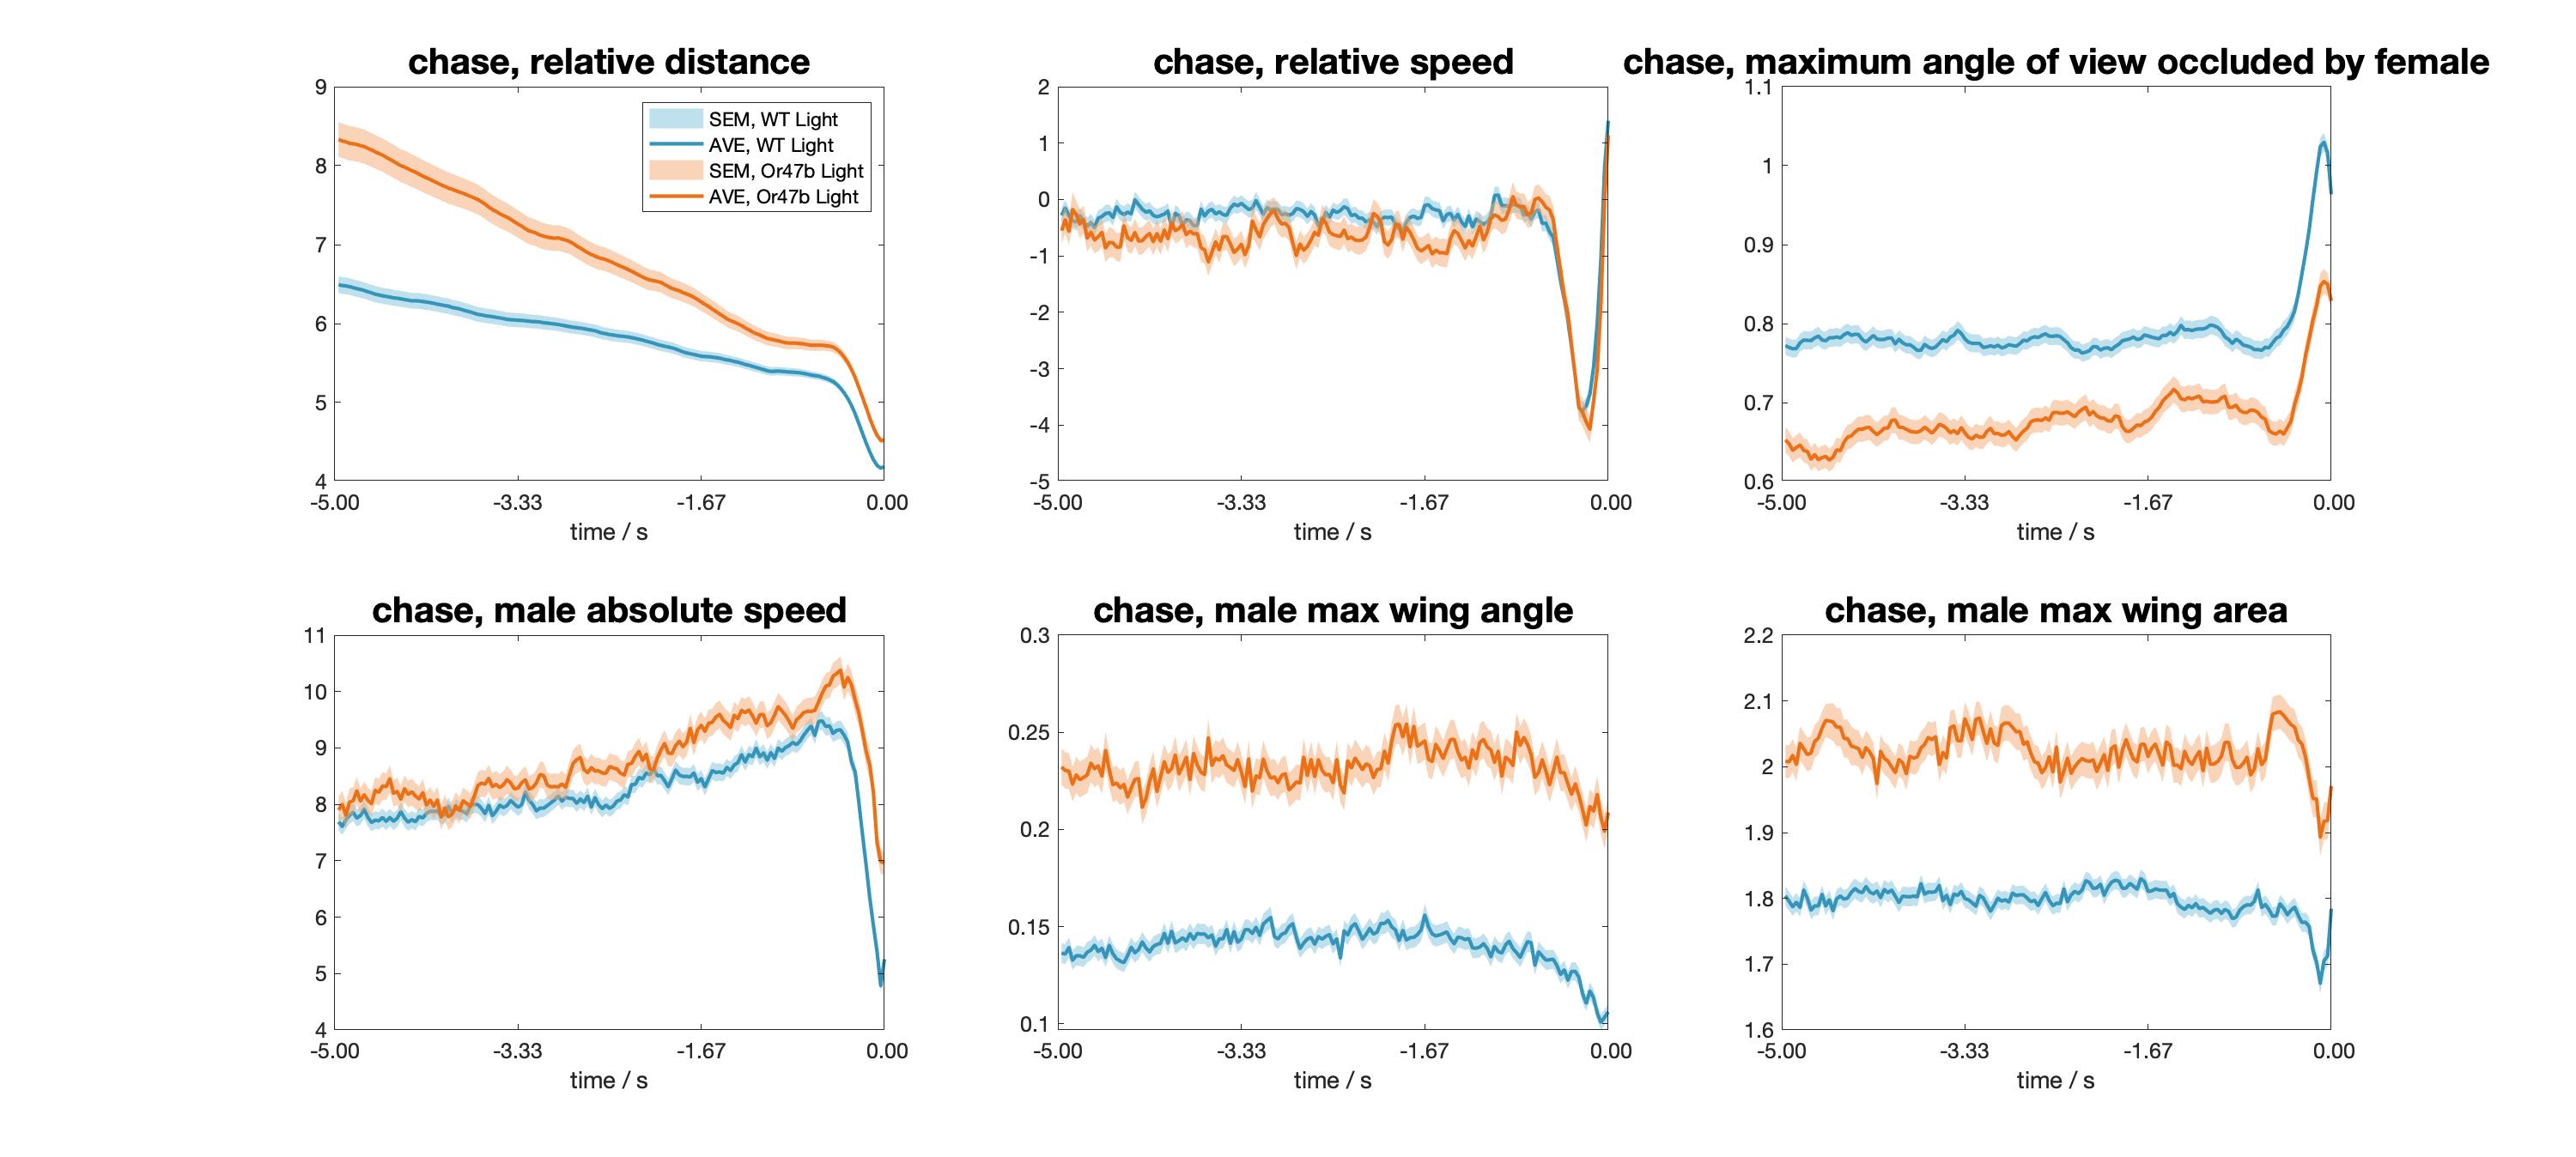 chase, relative distance
9
8
7
6
5
4
-5.00 -3.33 -1.67 0.00
time / s
SEM, WT Light
AVE, WT Light
SEM, Or47b Light
AVE, Or47b Light
chase, relative speed
2
1
0
-1
-2
-3
-4
-5
-5.00 -3.33 -1.67 0.00
time / s
chase, maximum angle of view occluded by female
1.1
1
0.9
0.8
0.7
0.6
-5.00 -3.33 -1.67 0.00
time / s
chase, male absolute speed
11
10
9
8
7
6
5
4
-5.00 -3.33 -1.67 0.00
time / s
chase, male max wing angle
0.3
0.25
0.2
0.15
0.1
-5.00 -3.33 -1.67 0.00
time / s
chase, male max wing area
2.2
2.1
2
1.9
1.8
1.7
1.6
-5.00 -3.33 -1.67 0.00
time / s